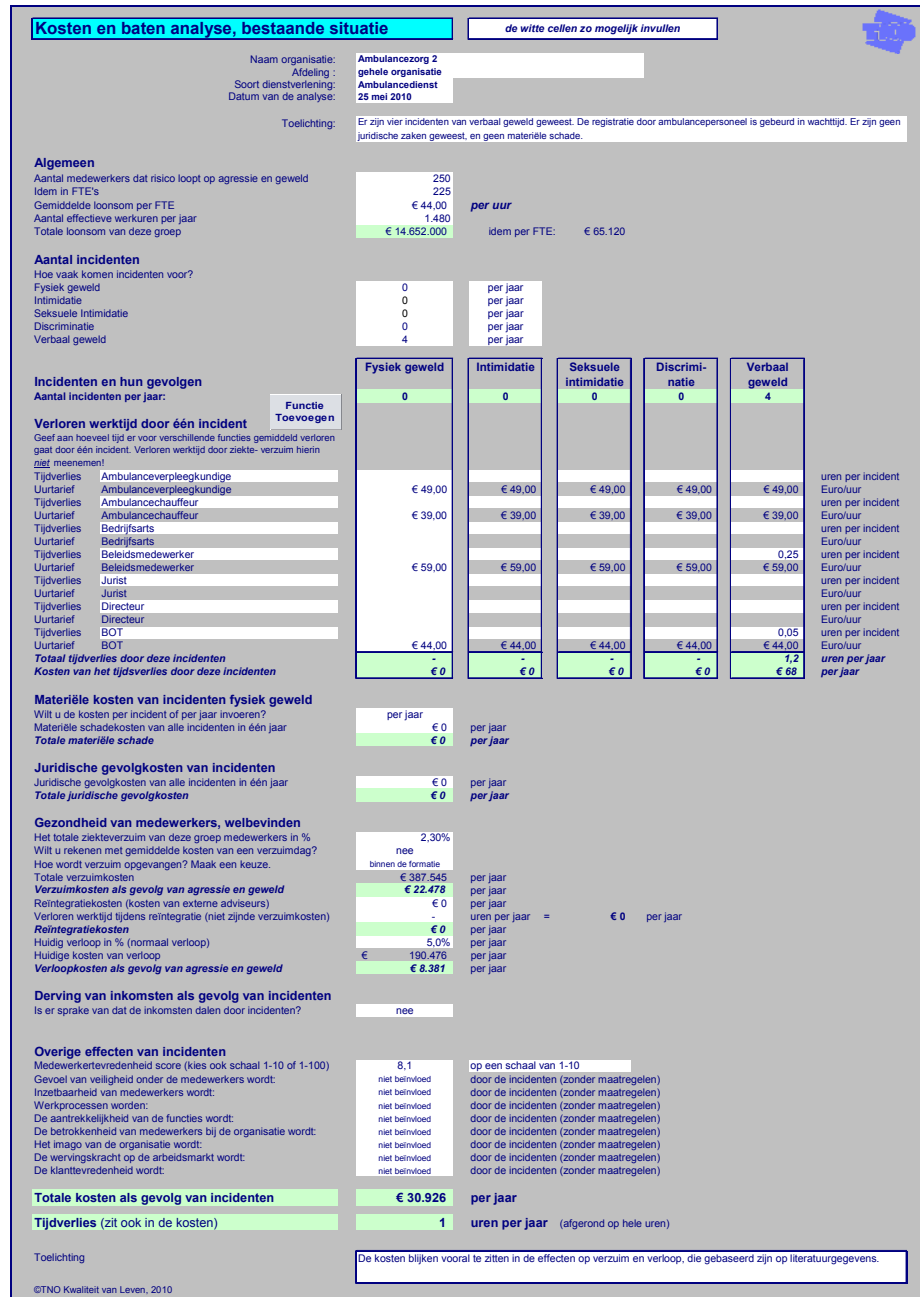 Kosten en baten analyse, bestaande situatie de witte cellen zo mogelijk invullen
TNO
Naam organisatie: Ambulancezorg 2
Afdeling : gehele organisatie
Soort dienstverlening: Ambulancedienst
Datum van de analyse: 25 mei 2010
Toelichting: Er zijn vier incidenten van verbaal geweld geweest. De registratie door ambulancepersoneel is gebeurd in wachttijd. Er zijn geen
juridische zaken geweest, en geen materiële schade.
Algemeen
Aantal medewerkers dat risico loopt op agressie en geweld 250
Idem in FTE's 225
Gemiddelde loonsom per FTE € 44,00 per uur
Aantal effectieve werkuren per jaar 1.480
Totale loonsom van deze groep € 14.652.000 idem per FTE: € 65.120
Aantal incidenten
Hoe vaak komen incidenten voor?
Fysiek geweld 0 per jaar
Intimidatie 0 per jaar
Seksuele Intimidatie 0 per jaar
Discriminatie 0 per jaar
Verbaal geweld 4 per jaar
Fysiek geweld Intimidatie Seksuele Discrimi- Verbaal
Incidenten en hun gevolgen intimidatie natie geweld
Aantal incidenten per jaar: 0 0 0 0 4
Functie
Toevoegen
Verloren werktijd door één incident
Geef aan hoeveel tijd er voor verschillende functies gemiddeld verloren
gaat door één incident. Verloren werktijd door ziekte- verzuim hierin
niet meenemen!
Tijdverlies Ambulanceverpleegkundige uren per incident
Uurtarief Ambulanceverpleegkundige € 49,00 € 49,00 € 49,00 € 49,00 € 49,00 Euro/uur
Tijdverlies Ambulancechauffeur uren per incident
Uurtarief Ambulancechauffeur € 39,00 € 39,00 € 39,00 € 39,00 € 39,00 Euro/uur
Tijdverlies Bedrijfsarts uren per incident
Uurtarief Bedrijfsarts Euro/uur
Tijdverlies Beleidsmedewerker 0,25 uren per incident
Uurtarief Beleidsmedewerker € 59,00 € 59,00 € 59,00 € 59,00 € 59,00 Euro/uur
Tijdverlies Jurist uren per incident
Uurtarief Jurist Euro/uur
Tijdverlies Directeur uren per incident
Uurtarief Directeur Euro/uur
Tijdverlies BOT 0,05 uren per incident
Uurtarief BOT € 44,00 € 44,00 € 44,00 € 44,00 € 44,00 Euro/uur
Totaal tijdverlies door deze incidenten - - - - 1,2 uren per jaar
Kosten van het tijdsverlies door deze incidenten € 0 € 0 € 0 € 0 € 68 per jaar
Materiële kosten van incidenten fysiek geweld
Wilt u de kosten per incident of per jaar invoeren? per jaar
Materiële schadekosten van alle incidenten in één jaar € 0 per jaar
Totale materiële schade € 0 per jaar
Juridische gevolgkosten van incidenten
Juridische gevolgkosten van alle incidenten in één jaar € 0 per jaar
Totale juridische gevolgkosten € 0 per jaar
Gezondheid van medewerkers, welbevinden
Het totale ziekteverzuim van deze groep medewerkers in % 2,30%
Wilt u rekenen met gemiddelde kosten van een verzuimdag? nee
Hoe wordt verzuim opgevangen? Maak een keuze. binnen de formatie
Totale verzuimkosten € 387.545 per jaar
Verzuimkosten als gevolg van agressie en geweld € 22.478 per jaar
Reïntegratiekosten (kosten van externe adviseurs) € 0 per jaar
Verloren werktijd tijdens reïntegratie (niet zijnde verzuimkosten) - uren per jaar = € 0 per jaar
Reïntegratiekosten € 0 per jaar
Huidig verloop in % (normaal verloop) 5,0% per jaar
Huidige kosten van verloop € 190.476 per jaar
Verloopkosten als gevolg van agressie en geweld € 8.381 per jaar
Derving van inkomsten als gevolg van incidenten
Is er sprake van dat de inkomsten dalen door incidenten? nee
Overige effecten van incidenten
Medewerkertevredenheid score (kies ook schaal 1-10 of 1-100) 8,1 op een schaal van 1-10
Gevoel van veiligheid onder de medewerkers wordt: niet beïnvloed door de incidenten (zonder maatregelen)
Inzetbaarheid van medewerkers wordt: niet beïnvloed door de incidenten (zonder maatregelen)
Werkprocessen worden: niet beïnvloed door de incidenten (zonder maatregelen)
De aantrekkelijkheid van de functies wordt: niet beïnvloed door de incidenten (zonder maatregelen)
De betrokkenheid van medewerkers bij de organisatie wordt: niet beïnvloed door de incidenten (zonder maatregelen)
Het imago van de organisatie wordt: niet beïnvloed door de incidenten (zonder maatregelen)
De wervingskracht op de arbeidsmarkt wordt: niet beïnvloed door de incidenten (zonder maatregelen)
De klanttevredenheid wordt: niet beïnvloed door de incidenten (zonder maatregelen)
Totale kosten als gevolg van incidenten € 30.926 per jaar
Tijdverlies (zit ook in de kosten) 1 uren per jaar (afgerond op hele uren)
Toelichting De kosten blijken vooral te zitten in de effecten op verzuim en verloop, die gebaseerd zijn op literatuurgegevens.
©TNO Kwaliteit van Leven, 2010